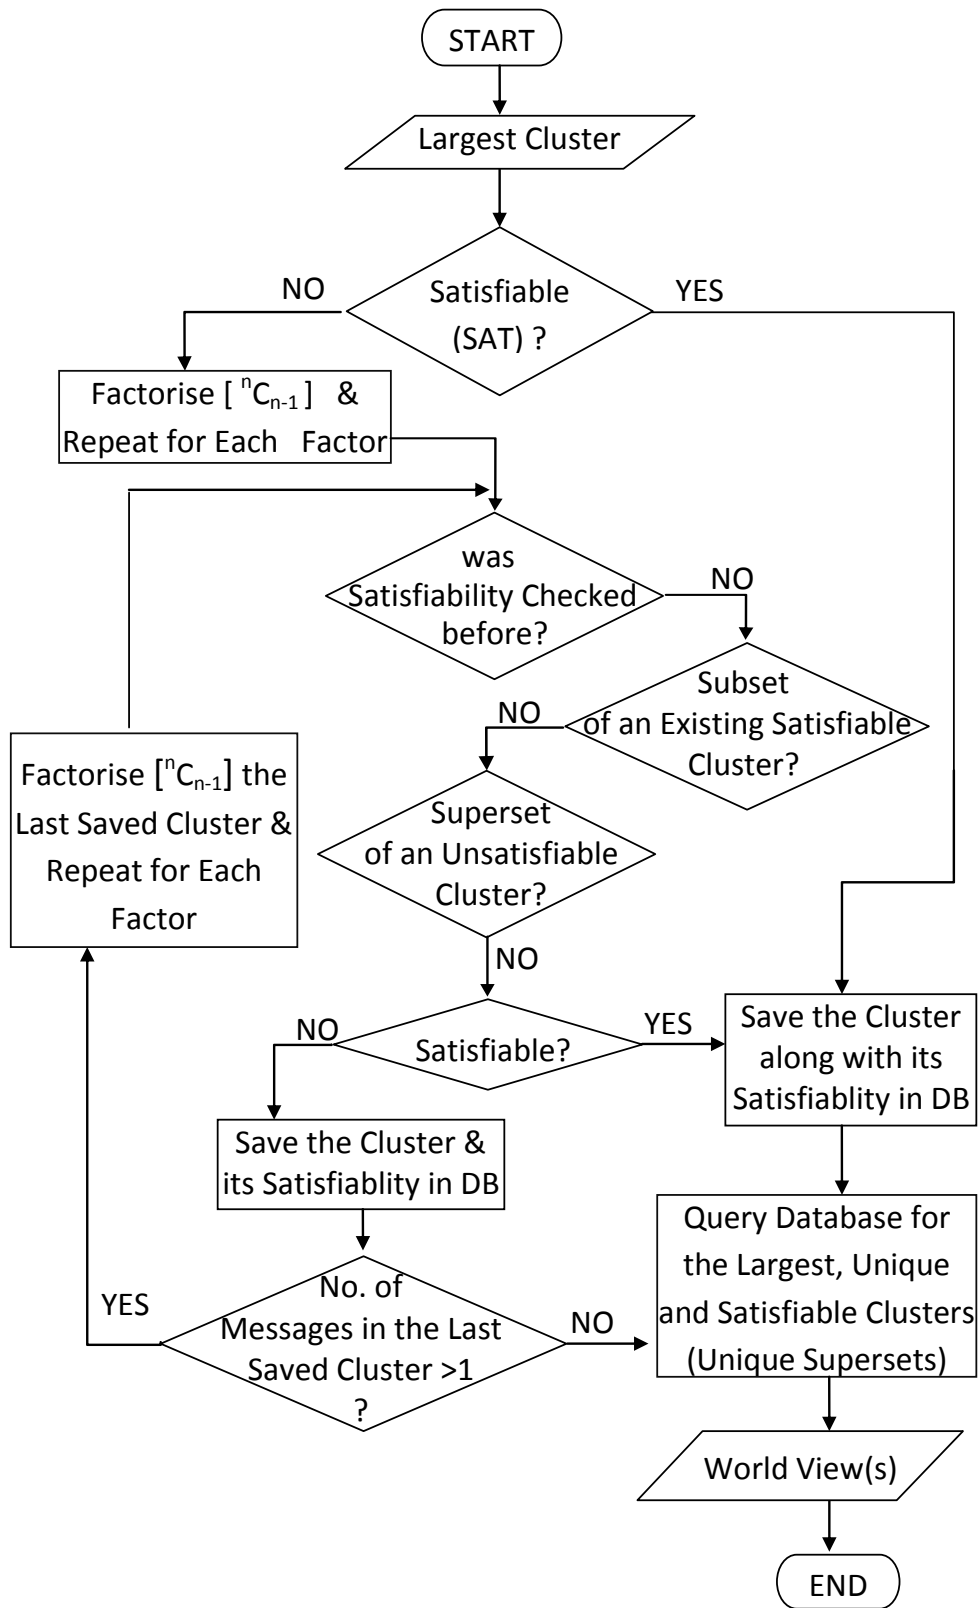 START
Largest Cluster
Satisfiable
(SAT) ?
NO
YES
Factorise [ ⁿCₙ₋₁ ] &
Repeat for Each Factor
was
Satisfiability Checked
before?
NO
Subset
of an Existing Satisfiable
Cluster?
NO
Superset
of an Unsatisfiable
Cluster?
NO
Factorise [ⁿCₙ₋₁] the
Last Saved Cluster &
Repeat for Each
Factor
Satisfiable?
NO
YES
Save the Cluster
along with its
Satisfiablity in DB
Save the Cluster &
its Satisfiablity in DB
No. of
Messages in the Last
Saved Cluster >1
?
YES
NO
Query Database for
the Largest, Unique
and Satisfiable Clusters
(Unique Supersets)
World View(s)
END